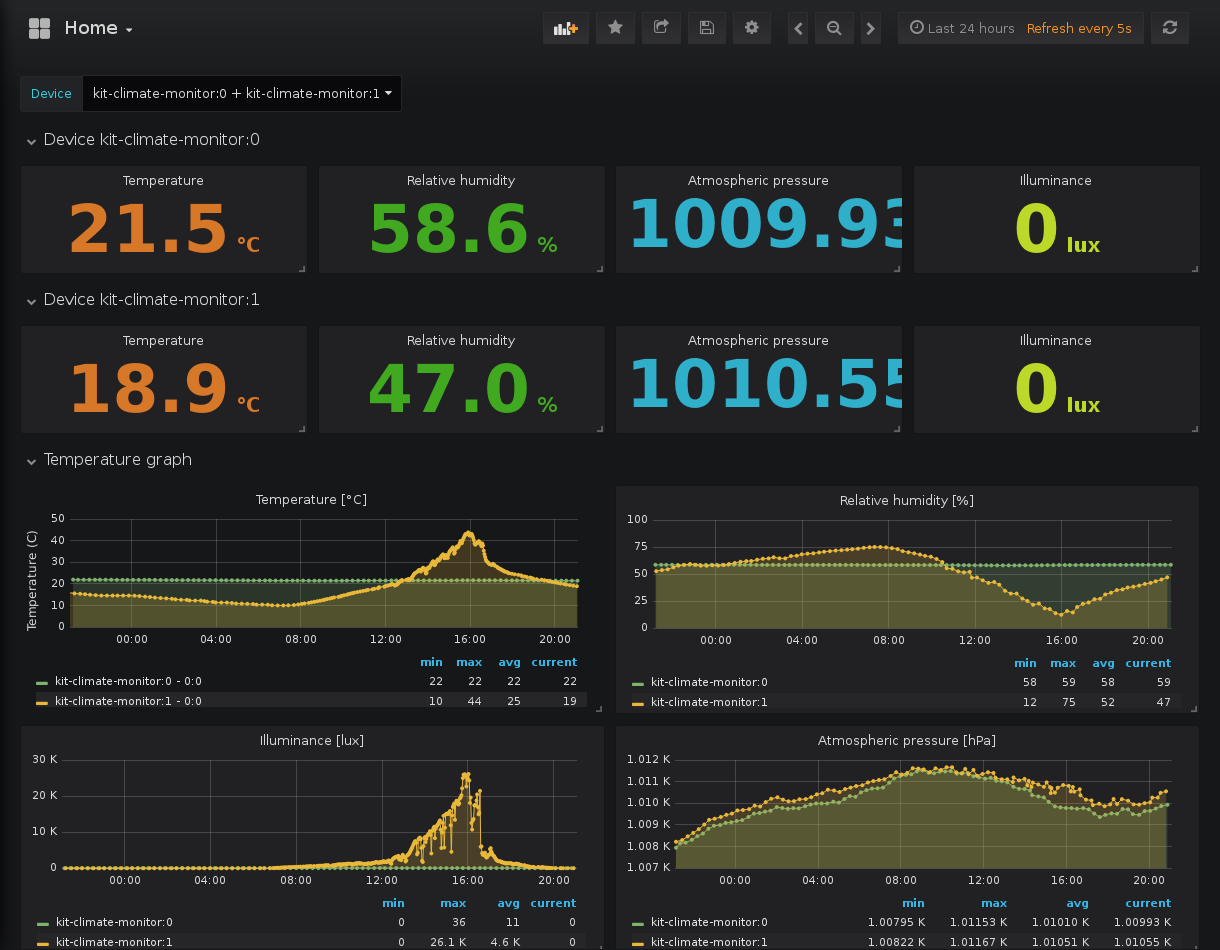 Home
Last 24 hours Refresh every 5s
Device kit-climate-monitor:0 + kit-climate-monitor:1
Device kit-climate-monitor:0
Temperature Relative humidity Atmospheric pressure Illuminance
21.5 °C 58.6 % 1009.93 0 lux
Device kit-climate-monitor:1
Temperature Relative humidity Atmospheric pressure Illuminance
18.9 °C 47.0 % 1010.55 0 lux
Temperature graph
Temperature [°C]
Temperature (C)
50
40
30
20
10
0
00:00 04:00 08:00 12:00 16:00 20:00
min max avg current
kit-climate-monitor:0 - 0:0 22 22 22 22
kit-climate-monitor:1 - 0:0 10 44 25 19
Relative humidity [%]
100
75
50
25
0
00:00 04:00 08:00 12:00 16:00 20:00
min max avg current
kit-climate-monitor:0 58 59 58 59
kit-climate-monitor:1 12 75 52 47
Illuminance [lux]
30 K
20 K
10 K
0
00:00 04:00 08:00 12:00 16:00 20:00
min max avg current
kit-climate-monitor:0 0 36 11 0
kit-climate-monitor:1 0 26.1 K 4.6 K 0
Atmospheric pressure [hPa]
1.012 K
1.011 K
1.010 K
1.009 K
1.008 K
1.007 K
00:00 04:00 08:00 12:00 16:00 20:00
min max avg current
kit-climate-monitor:0 1.00795 K 1.01153 K 1.01010 K 1.00993 K
kit-climate-monitor:1 1.00822 K 1.01167 K 1.01051 K 1.01055 K